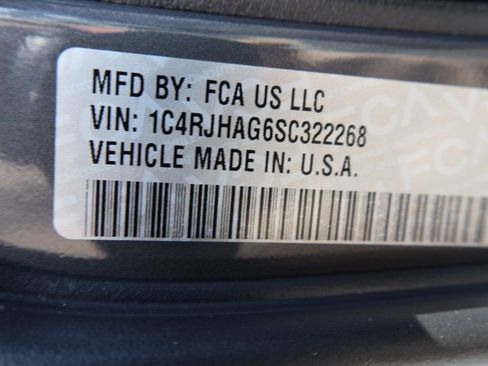 MFD BY: FCA US LLC
VIN: 1C4RJHAG6SC322268
VEHICLE MADE IN: U.S.A.